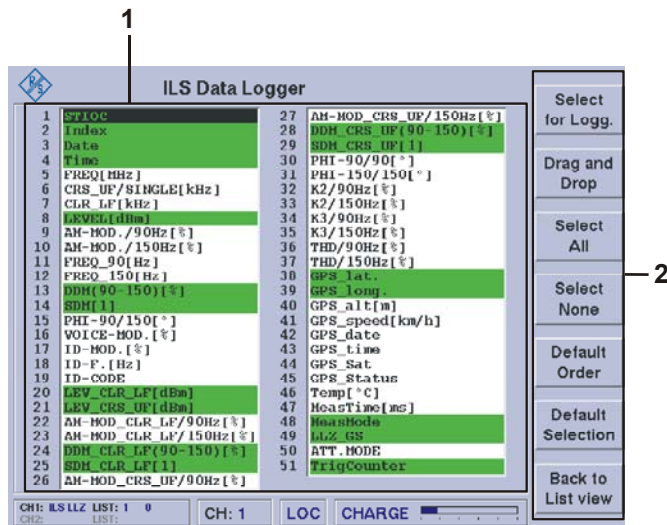 1
R&S
ILS Data Logger
1 STIOC
2 Index
3 Date
4 Time
5 FREQ[MHz]
6 CRS_UF/SINGLE[kHz]
7 CLR_LF[kHz]
8 LEVEL[dBm]
9 AM-MOD./90Hz[%]
10 AM-MOD./150Hz[%]
11 FREQ_90[Hz]
12 FREQ_150[Hz]
13 DDM(90-150)[%]
14 SDM[1]
15 PHI-90/150[°]
16 VOICE-MOD.[%]
17 ID-MOD.[%]
18 ID-F.[Hz]
19 ID-CODE
20 LEV_CLR_LF[dBm]
21 LEV_CRS_UF[dBm]
22 AM-MOD_CLR_LF/90Hz[%]
23 AM-MOD_CLR_LF/150Hz[%]
24 DDM_CLR_LF(90-150)[%]
25 SDM_CLR_LF[1]
26 AM-MOD_CRS_UF/90Hz[%]
27 AM-MOD_CRS_UF/150Hz[%]
28 DDM_CRS_UF(90-150)[%]
29 SDM_CRS_UF[1]
30 PHI-90/90[°]
31 PHI-150/150[°]
32 K2/90Hz[%]
33 K2/150Hz[%]
34 K3/90Hz[%]
35 K3/150Hz[%]
36 THD/90Hz[%]
37 THD/150Hz[%]
38 GPS_lat.
39 GPS_long.
40 GPS_alt[m]
41 GPS_speed[km/h]
42 GPS_date
43 GPS_time
44 GPS_Sat
45 GPS_Status
46 Temp[°C]
47 MeasTime[ms]
48 MeasMode
49 LLZ_GS
50 ATT.MODE
51 TrigCounter
Select
for Logg.
Drag and
Drop
Select
All
Select
None
Default
Order
Default
Selection
Back to
List view
2
CH1: ILS LLZ LIST: 1 0
CH2: LIST:
CH: 1
LOC
CHARGE